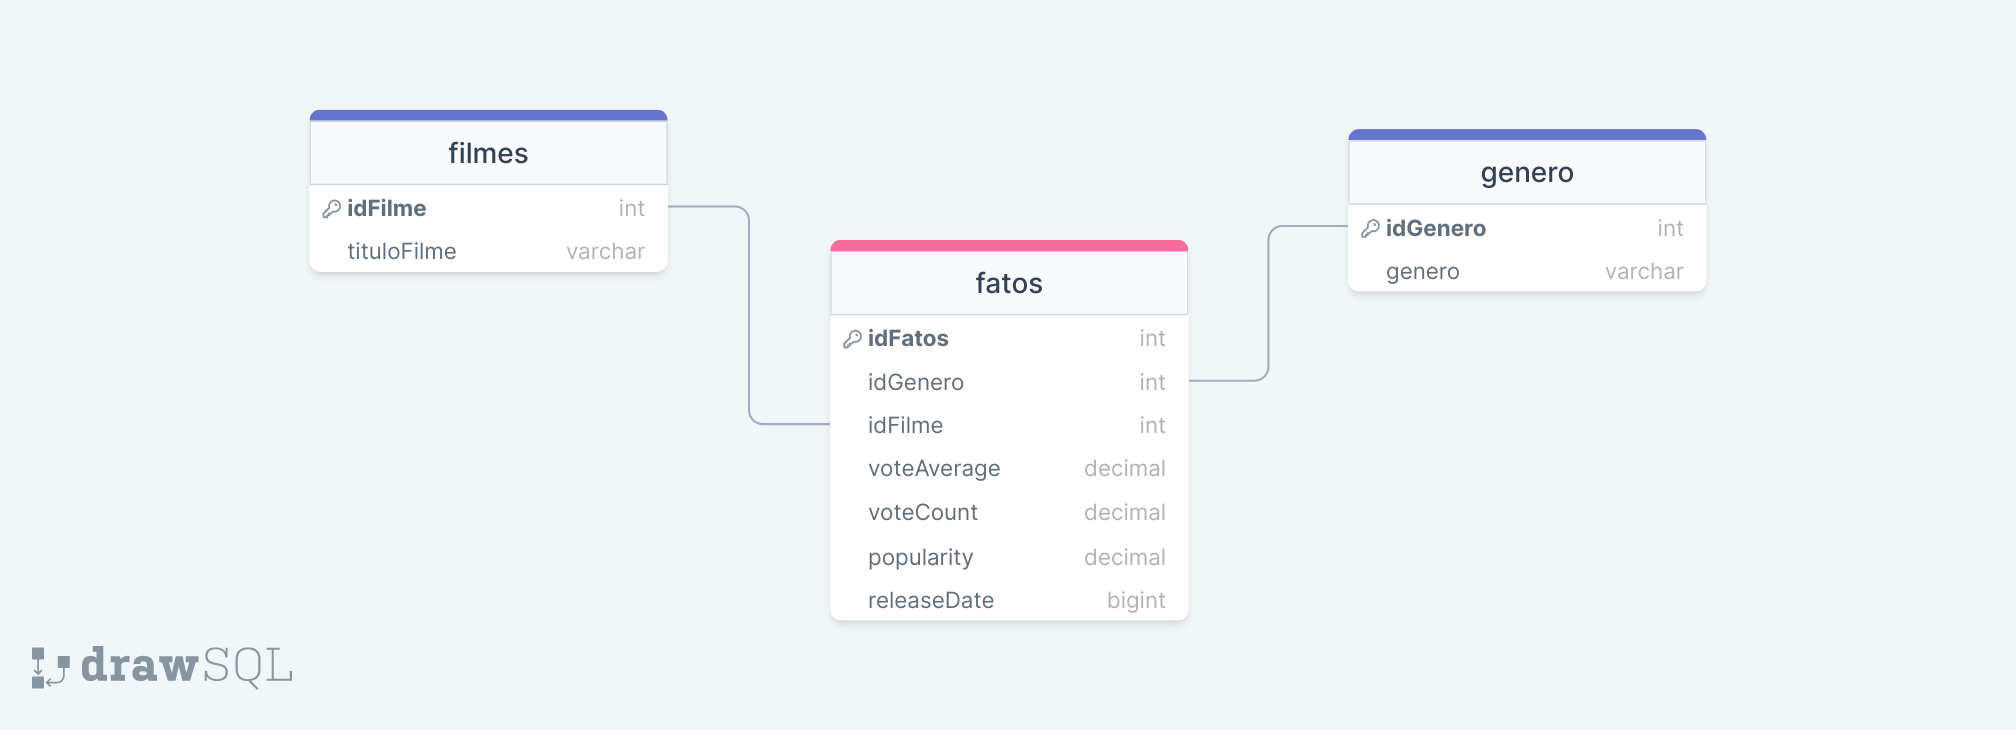 filmes
idFilme int
tituloFilme varchar
fatos
idFatos int
idGenero int
idFilme int
voteAverage decimal
voteCount decimal
popularity decimal
releaseDate bigint
genero
idGenero int
genero varchar
drawSQL